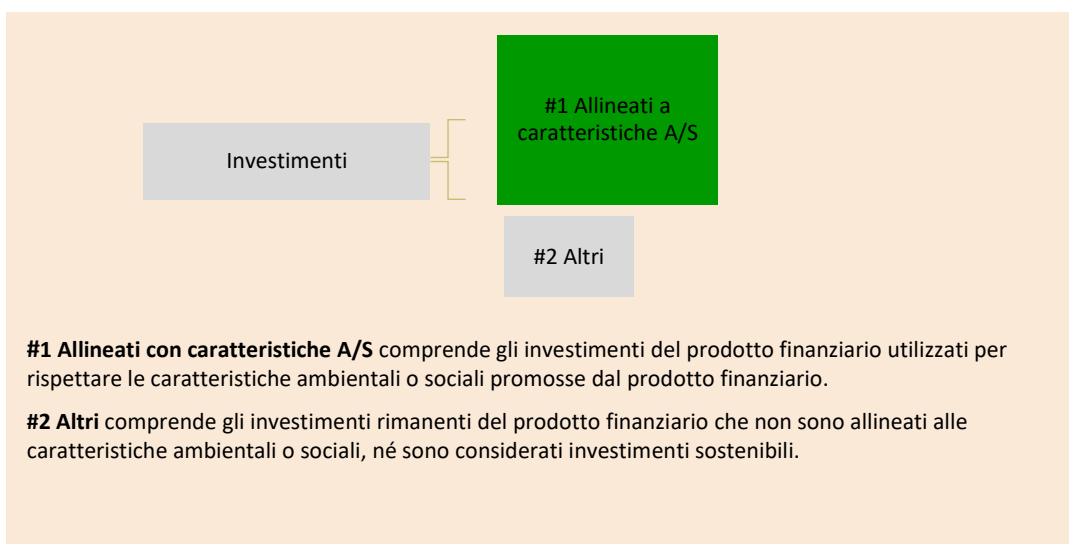 #1 Allineati a
caratteristiche A/S
Investimenti
#2 Altri
#1 Allineati con caratteristiche A/S comprende gli investimenti del prodotto finanziario utilizzati per
rispettare le caratteristiche ambientali o sociali promosse dal prodotto finanziario.
#2 Altri comprende gli investimenti rimanenti del prodotto finanziario che non sono allineati alle
caratteristiche ambientali o sociali, né sono considerati investimenti sostenibili.